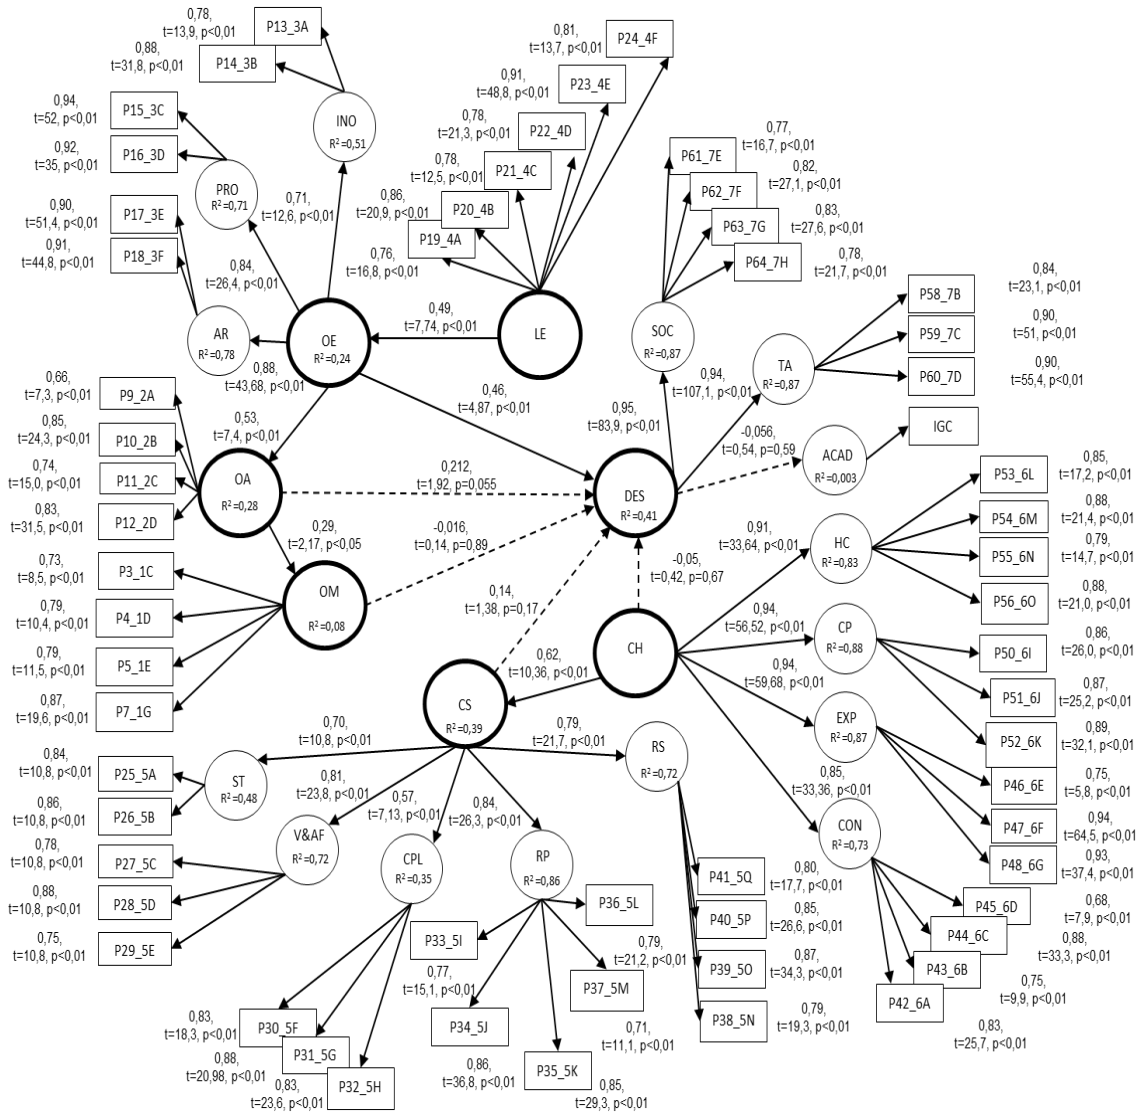 0,78,
t=13,9, p<0,01
P13_3A
0,88,
t=31,8, p<0,01
P14_3B
0,94,
t=52, p<0,01
P15_3C
0,92,
t=35, p<0,01
P16_3D
0,90,
t=51,4, p<0,01
P17_3E
0,91,
t=44,8, p<0,01
P18_3F
INO
R²=0,51
PRO
R²=0,71
0,71,
t=12,6, p<0,01
0,84,
t=26,4, p<0,01
AR
R²=0,78
0,88,
t=43,68, p<0,01
OE
R²=0,24
0,81,
t=13,7, p<0,01
P24_4F
0,91,
t=48,8, p<0,01
P23_4E
0,78,
t=21,3, p<0,01
P22_4D
0,78,
t=12,5, p<0,01
P21_4C
0,86,
t=20,9, p<0,01
P20_4B
P19_4A
0,76,
t=16,8, p<0,01
0,49,
t=7,74, p<0,01
LE
P61_7E
0,77,
t=16,7, p<0,01
P62_7F
0,82,
t=27,1, p<0,01
P63_7G
0,83,
t=27,6, p<0,01
P64_7H
0,78,
t=21,7, p<0,01
SOC
R²=0,87
TA
R²=0,87
P58_7B
0,84,
t=23,1, p<0,01
P59_7C
0,90,
t=51, p<0,01
P60_7D
0,90,
t=55,4, p<0,01
0,94,
t=107,1, p<0,01
0,95,
t=83,9, p<0,01
0,46,
t=4,87, p<0,01
-0,056,
t=0,54, p=0,59
ACAD
R²=0,003
IGC
0,66,
t=7,3, p<0,01
P9_2A
0,85,
t=24,3, p<0,01
P10_2B
0,74,
t=15,0, p<0,01
P11_2C
0,83,
t=31,5, p<0,01
P12_2D
0,53,
t=7,4, p<0,01
OA
R²=0,28
0,212,
t=1,92, p=0,055
DES
R²=0,41
0,29,
t=2,17, p<0,05
-0,016,
t=0,14, p=0,89
0,73,
t=8,5, p<0,01
P3_1C
0,79,
t=10,4, p<0,01
P4_1D
0,79,
t=11,5, p<0,01
P5_1E
0,87,
t=19,6, p<0,01
P7_1G
OM
R²=0,08
0,14,
t=1,38, p=0,17
-0,05,
t=0,42, p=0,67
CH
0,62,
t=10,36, p<0,01
CS
R²=0,39
0,91,
t=33,64, p<0,01
HC
R²=0,83
P53_6L
0,85,
t=17,2, p<0,01
P54_6M
0,88,
t=21,4, p<0,01
P55_6N
0,79,
t=14,7, p<0,01
P56_6O
0,88,
t=21,0, p<0,01
0,94,
t=56,52, p<0,01
CP
R²=0,88
P50_6I
0,86,
t=26,0, p<0,01
P51_6J
0,87,
t=25,2, p<0,01
P52_6K
0,89,
t=32,1, p<0,01
0,94,
t=59,68, p<0,01
EXP
R²=0,87
P46_6E
0,75,
t=5,8, p<0,01
P47_6F
0,94,
t=64,5, p<0,01
P48_6G
0,93,
t=37,4, p<0,01
0,85,
t=33,36, p<0,01
CON
R²=0,73
P45_6D
0,68,
t=7,9, p<0,01
P44_6C
0,88,
t=33,3, p<0,01
P43_6B
0,75,
t=9,9, p<0,01
P42_6A
0,83,
t=25,7, p<0,01
0,70,
t=10,8, p<0,01
ST
R²=0,48
0,84,
t=10,8, p<0,01
P25_5A
0,86,
t=10,8, p<0,01
P26_5B
0,81,
t=23,8, p<0,01
V&AF
R²=0,72
0,78,
t=10,8, p<0,01
P27_5C
0,88,
t=10,8, p<0,01
P28_5D
0,75,
t=10,8, p<0,01
P29_5E
0,57,
t=7,13, p<0,01
CPL
R²=0,35
0,83,
t=18,3, p<0,01
P30_5F
0,88,
t=20,98, p<0,01
P31_5G
0,83,
t=23,6, p<0,01
P32_5H
0,84,
t=26,3, p<0,01
RP
R²=0,86
P33_5I
0,77,
t=15,1, p<0,01
P34_5J
0,86,
t=36,8, p<0,01
P35_5K
0,85,
t=29,3, p<0,01
P36_5L
0,79,
t=21,2, p<0,01
P37_5M
0,71,
t=11,1, p<0,01
0,79,
t=21,7, p<0,01
RS
R²=0,72
P41_5Q
0,80,
t=17,7, p<0,01
P40_5P
0,85,
t=26,6, p<0,01
P39_5O
0,87,
t=34,3, p<0,01
P38_5N
0,79,
t=19,3, p<0,01